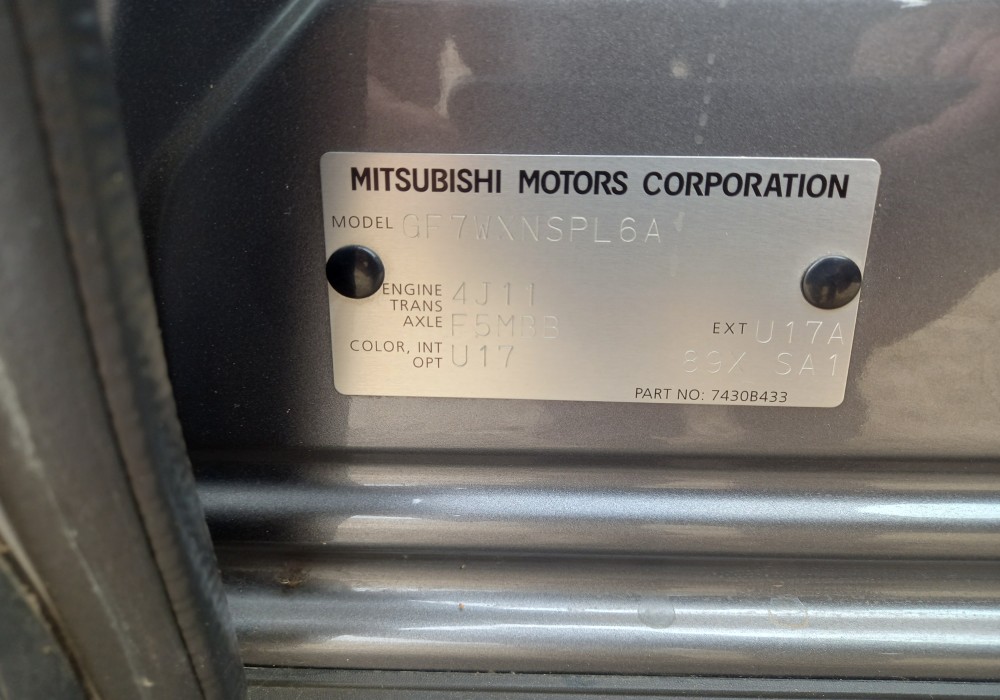 MITSUBISHI MOTORS CORPORATION
MODEL GF7WXNSPL6A
ENGINE 4J11
TRANS AXLE F5MBB
EXT U17A
COLOR, INT OPT U17
89X SA1
PART NO: 7430B433